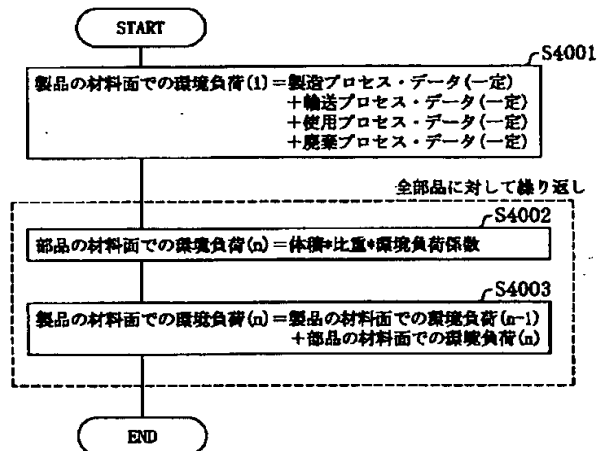 START
S4001
製品の材料面での環境負荷(1)=製造プロセス・データ(一定)
+輸送プロセス・データ(一定)
+使用プロセス・データ(一定)
+廃棄プロセス・データ(一定)
全部品に対して繰り返し
S4002
部品の材料面での環境負荷(n)=体積*比重*環境負荷係数
S4003
製品の材料面での環境負荷(n)=製品の材料面での環境負荷(n-1)
+部品の材料面での環境負荷(n)
END